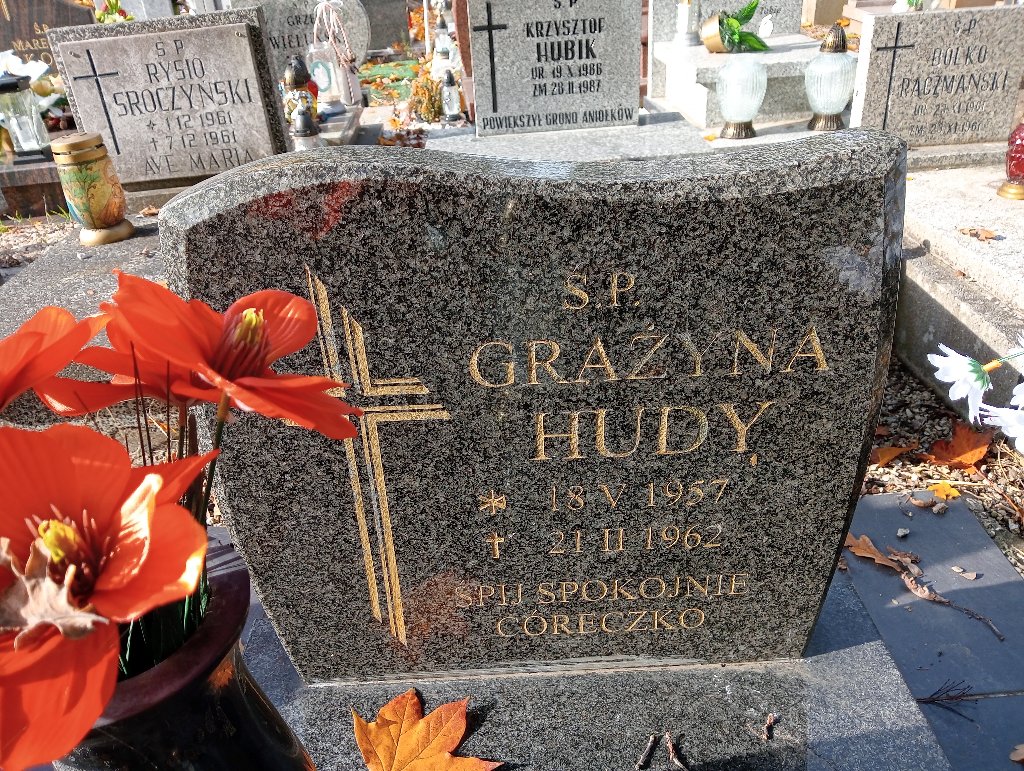 Ś.P.
RYSIO
SROCZYŃSKI
* 1.12.1961
† 7.12.1961
AVE MARIA
Ś P
KRZYSZTOF
HUBIK
UR. 19 X 1986
ZM. 28 II 1987
POWIĘKSZYŁ GRONO ANIOŁKÓW
Ś.P.
BOLKO
RACZMAŃSKI
Ś.P.
GRAŻYNA
HUDY
* 18 V 1957
† 21 II 1962
ŚPIJ SPOKOJNIE
CÓRECZKO